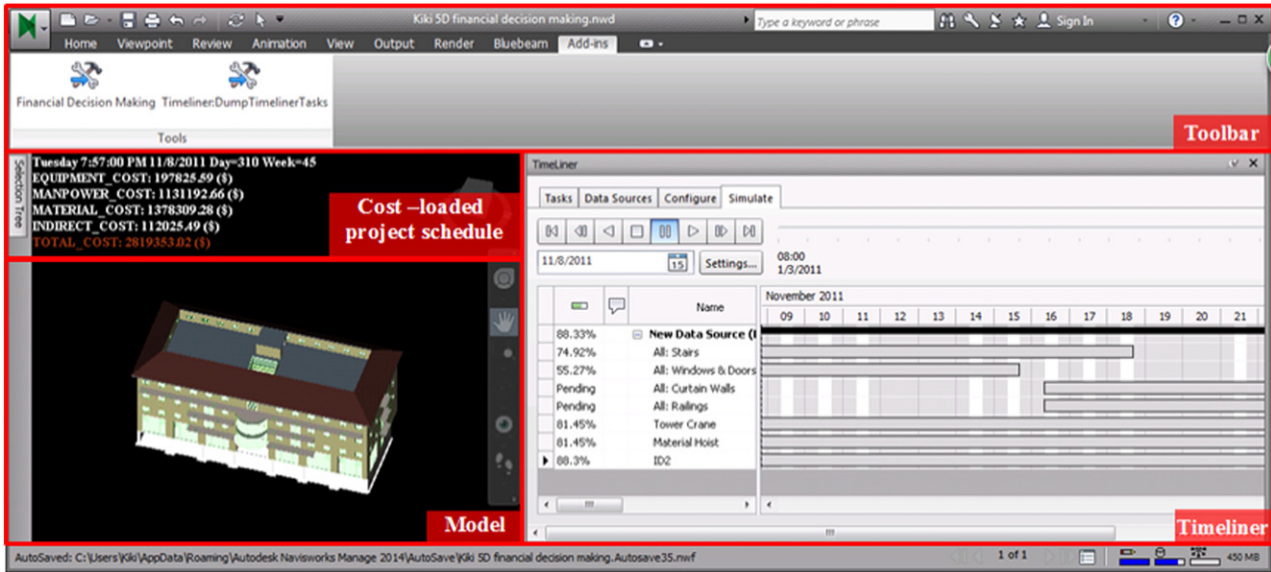 Kiki 5D financial decision making.nwd
Type a keyword or phrase
Sign In
Home Viewpoint Review Animation View Output Render Bluebeam Add-ins
Financial Decision Making Timeliner:DumpTimelinerTasks
Tools
Toolbar
Selection Tree
Tuesday 7:57:00 PM 11/8/2011 Day=310 Week=45
EQUIPMENT_COST: 197825.59 ($)
MANPOWER_COST: 1131192.66 ($)
MATERIAL_COST: 1378309.28 ($)
INDIRECT_COST: 112025.49 ($)
TOTAL_COST: 2819353.02 ($)
Cost –loaded
project schedule
Model
TimeLiner
Tasks Data Sources Configure Simulate
11/8/2011 15 Settings...
08:00
1/3/2011
November 2011
Name 09 10 11 12 13 14 15 16 17 18 19 20 21
88.33% New Data Source (
74.92% All: Stairs
55.27% All: Windows & Doors
Pending All: Curtain Walls
Pending All: Railings
81.45% Tower Crane
81.45% Material Hoist
88.3% ID2
Timeliner
AutoSaved: C:\Users\Kiki\AppData\Roaming\Autodesk Navisworks Manage 2014\AutoSave\Kiki 5D financial decision making.Autosave35.nwf
1 of 1
450 MB